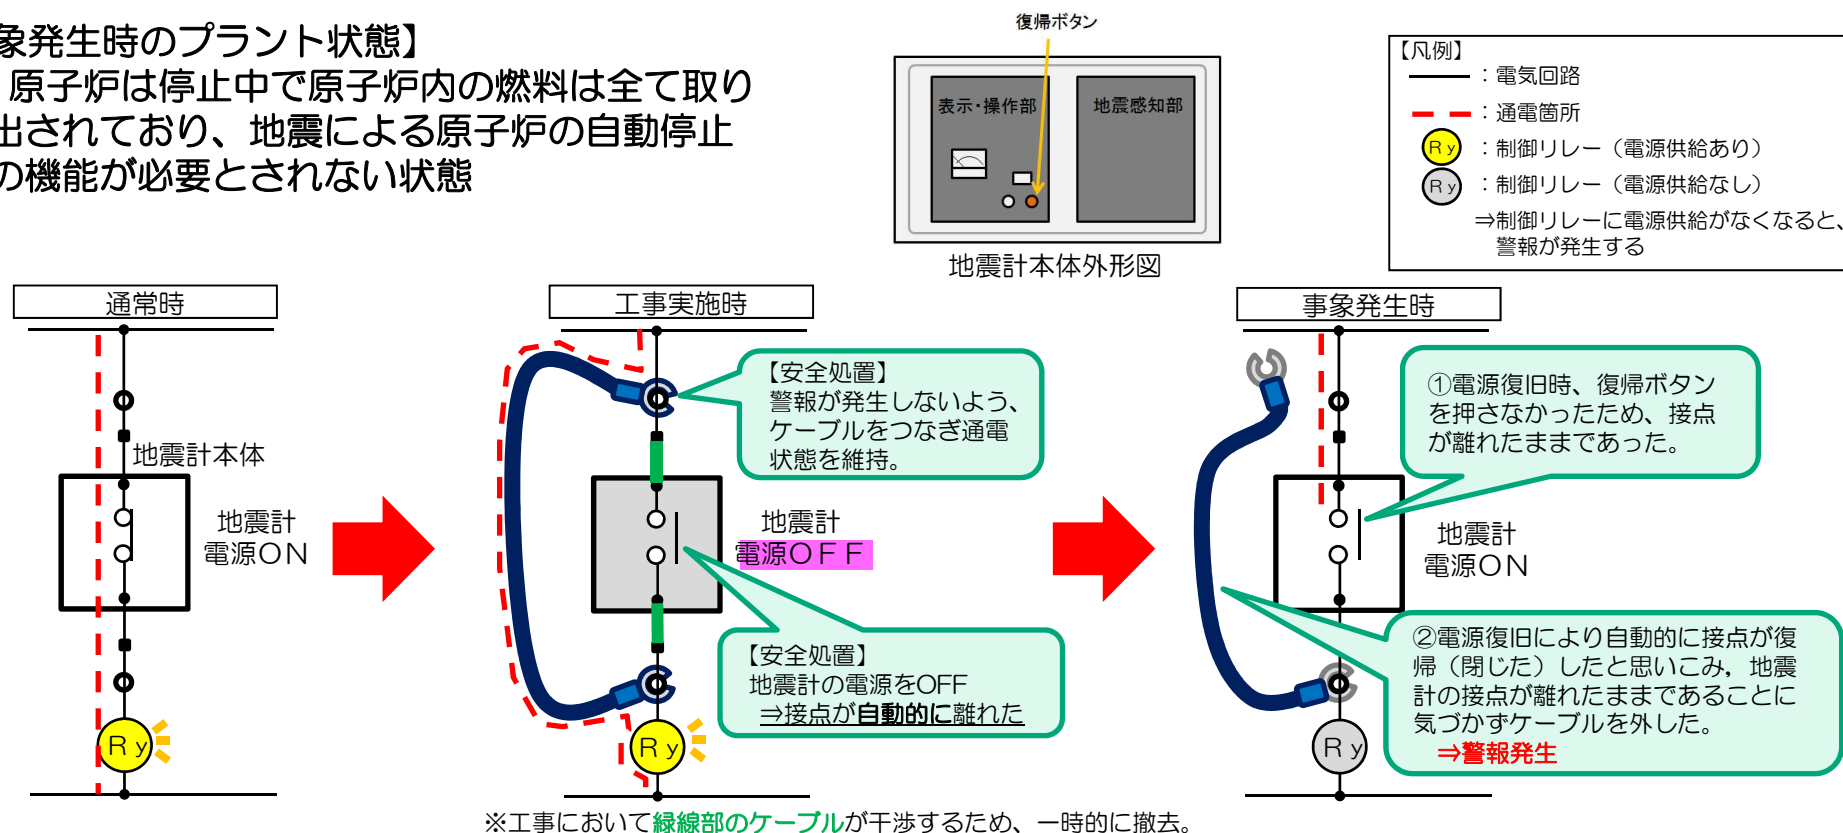 象発生時のプラント状態】
原子炉は停止中で原子炉内の燃料は全て取り
出されており、地震による原子炉の自動停止
の機能が必要とされない状態
復帰ボタン
表示・操作部
地震感知部
地震計本体外形図
【凡例】
：電気回路
：通電箇所
Ｒｙ ：制御リレー（電源供給あり）
Ｒｙ ：制御リレー（電源供給なし）
⇒制御リレーに電源供給がなくなると、
警報が発生する
通常時
地震計本体
地震計
電源ＯＮ
Ｒｙ
工事実施時
【安全処置】
警報が発生しないよう、
ケーブルをつなぎ通電
状態を維持。
地震計
電源ＯＦＦ
【安全処置】
地震計の電源をOFF
⇒接点が自動的に離れた
Ｒｙ
事象発生時
①電源復旧時、復帰ボタン
を押さなかったため、接点
が離れたままであった。
地震計
電源ＯＮ
②電源復旧により自動的に接点が復
帰（閉じた）したと思いこみ，地震
計の接点が離れたままであることに
気づかずケーブルを外した。
⇒警報発生
Ｒｙ
※工事において緑線部のケーブルが干渉するため、一時的に撤去。